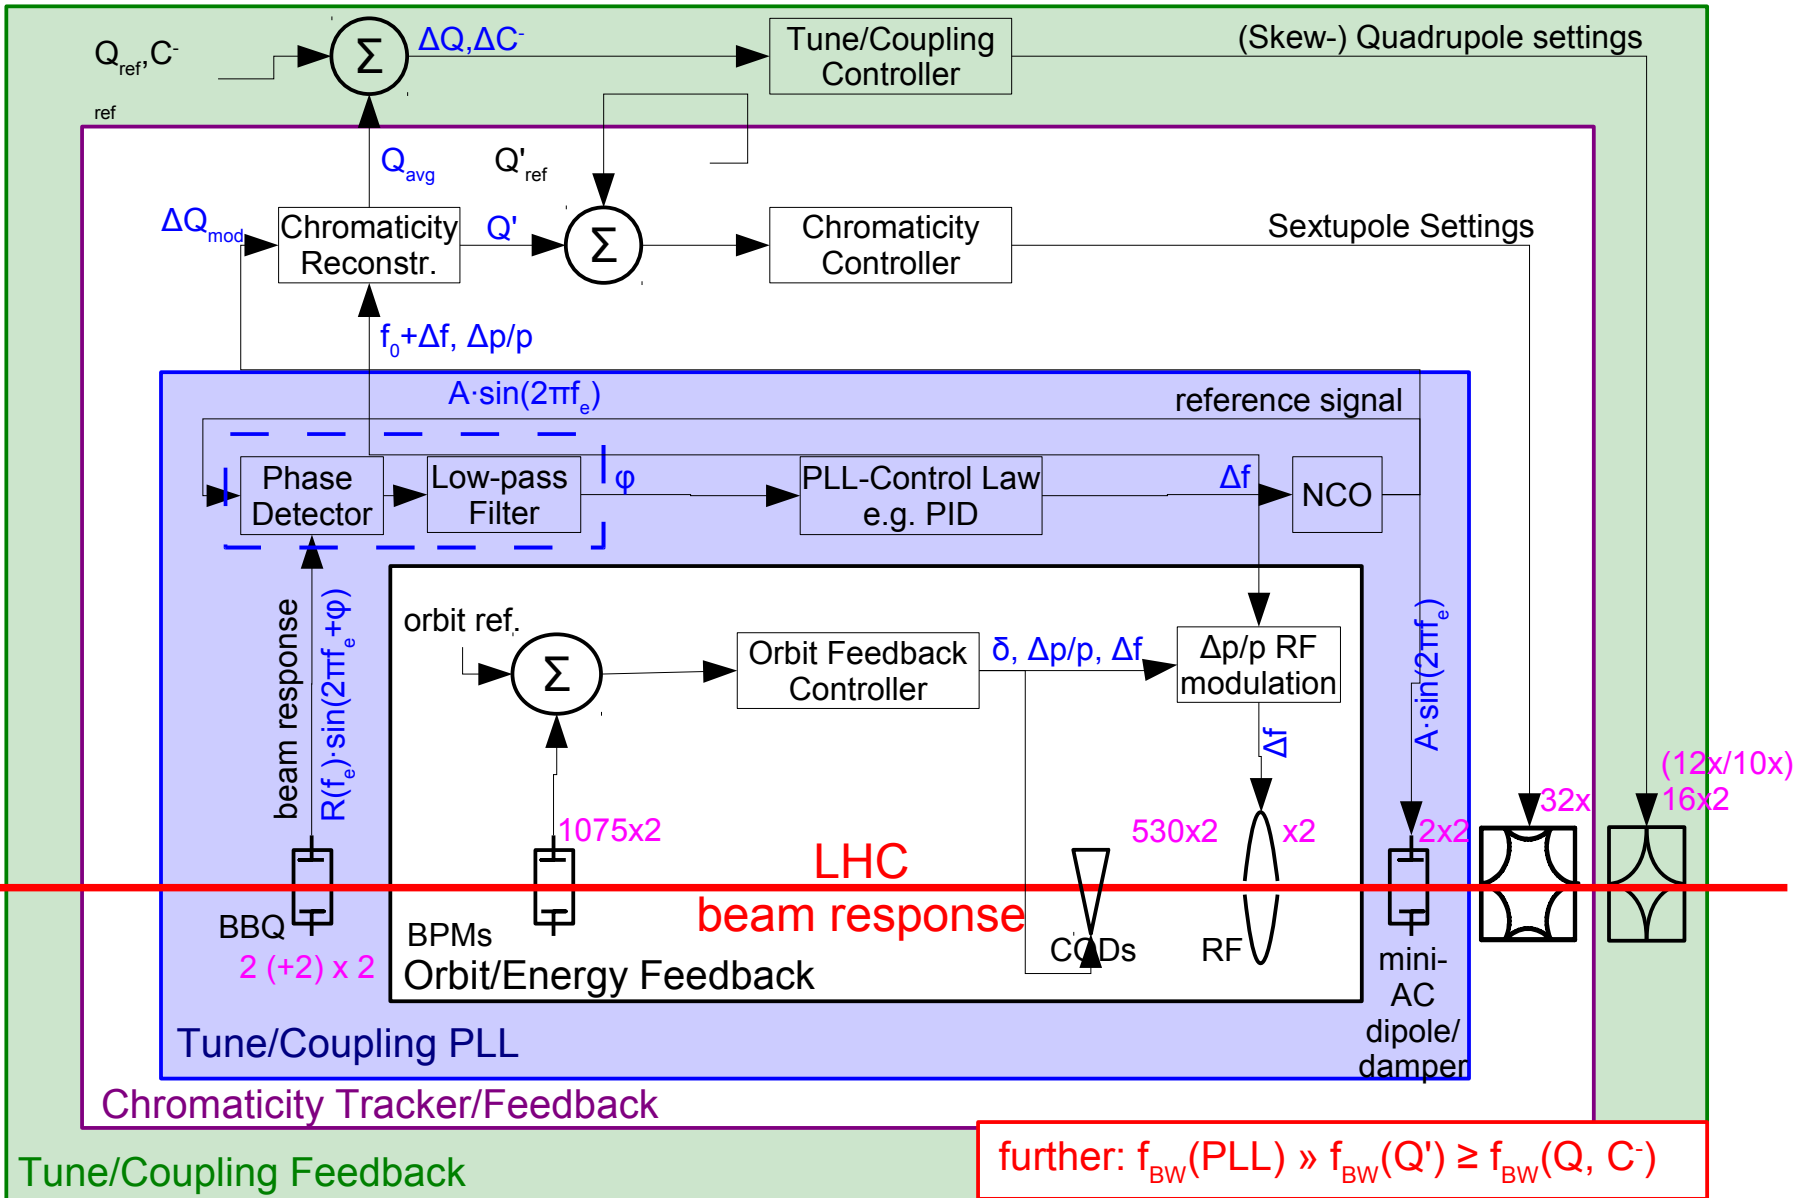 Q_ref,C-
ref
Σ
ΔQ,ΔC-
Tune/Coupling
Controller
(Skew-) Quadrupole settings
Q_avg
Q'_ref
ΔQ_mod
Chromaticity
Reconstr.
Q'
Σ
Chromaticity
Controller
Sextupole Settings
f_0+Δf, Δp/p
A·sin(2πf_e)
reference signal
Phase
Detector
Low-pass
Filter
φ
PLL-Control Law
e.g. PID
Δf
NCO
beam response
R(f_e)·sin(2πf_e+φ)
orbit ref.
Σ
Orbit Feedback
Controller
δ, Δp/p, Δf
Δp/p RF
modulation
Δf
A·sin(2πf_e)
(12x/10x)
16x2
32x
1075x2
530x2
x2
2x2
LHC
beam response
BBQ
2 (+2) x 2
BPMs
CODs
RF
mini-
AC
dipole/
damper
Orbit/Energy Feedback
Tune/Coupling PLL
Chromaticity Tracker/Feedback
Tune/Coupling Feedback
further: f_BW(PLL) » f_BW(Q') ≥ f_BW(Q, C-)